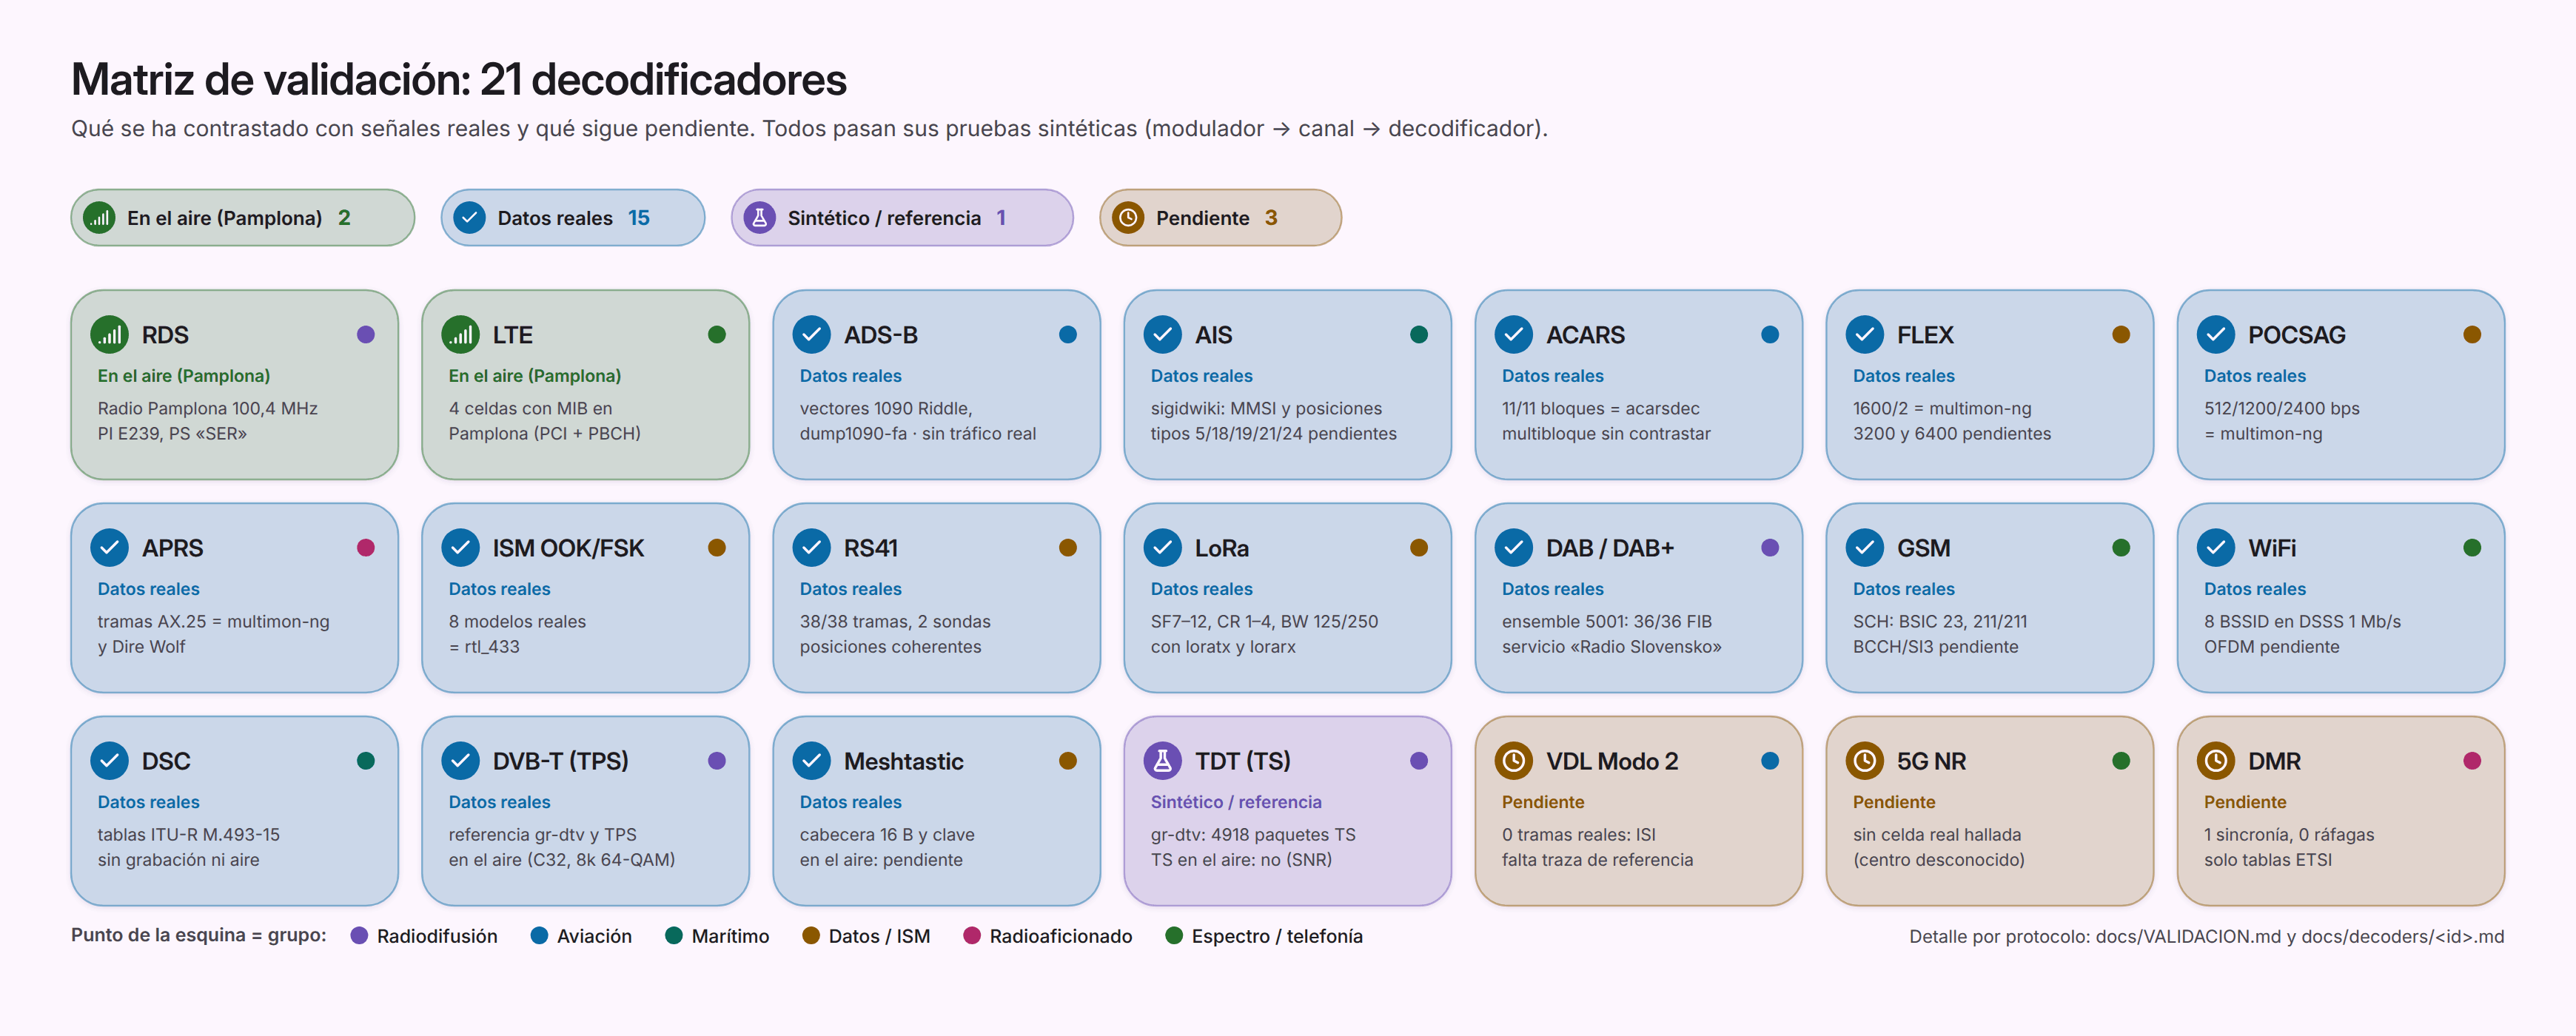 Matriz de validación: 21 decodificadores
Qué se ha contrastado con señales reales y qué sigue pendiente. Todos pasan sus pruebas sintéticas (modulador → canal → decodificador).
En el aire (Pamplona) 2
Datos reales 15
Sintético / referencia 1
Pendiente 3
RDS
En el aire (Pamplona)
Radio Pamplona 100,4 MHz
PI E239, PS «SER»
LTE
En el aire (Pamplona)
4 celdas con MIB en
Pamplona (PCI + PBCH)
ADS-B
Datos reales
vectores 1090 Riddle,
dump1090-fa · sin tráfico real
AIS
Datos reales
sigidwiki: MMSI y posiciones
tipos 5/18/19/21/24 pendientes
ACARS
Datos reales
11/11 bloques = acarsdec
multibloque sin contrastar
FLEX
Datos reales
1600/2 = multimon-ng
3200 y 6400 pendientes
POCSAG
Datos reales
512/1200/2400 bps
= multimon-ng
APRS
Datos reales
tramas AX.25 = multimon-ng
y Dire Wolf
ISM OOK/FSK
Datos reales
8 modelos reales
= rtl_433
RS41
Datos reales
38/38 tramas, 2 sondas
posiciones coherentes
LoRa
Datos reales
SF7–12, CR 1–4, BW 125/250
con loratx y lorarx
DAB / DAB+
Datos reales
ensemble 5001: 36/36 FIB
servicio «Radio Slovensko»
GSM
Datos reales
SCH: BSIC 23, 211/211
BCCH/SI3 pendiente
WiFi
Datos reales
8 BSSID en DSSS 1 Mb/s
OFDM pendiente
DSC
Datos reales
tablas ITU-R M.493-15
sin grabación ni aire
DVB-T (TPS)
Datos reales
referencia gr-dtv y TPS
en el aire (C32, 8k 64-QAM)
Meshtastic
Datos reales
cabecera 16 B y clave
en el aire: pendiente
TDT (TS)
Sintético / referencia
gr-dtv: 4918 paquetes TS
TS en el aire: no (SNR)
VDL Modo 2
Pendiente
0 tramas reales: ISI
falta traza de referencia
5G NR
Pendiente
sin celda real hallada
(centro desconocido)
DMR
Pendiente
1 sincronía, 0 ráfagas
solo tablas ETSI
Punto de la esquina = grupo:
Radiodifusión
Aviación
Marítimo
Datos / ISM
Radioaficionado
Espectro / telefonía
Detalle por protocolo: docs/VALIDACION.md y docs/decoders/<id>.md